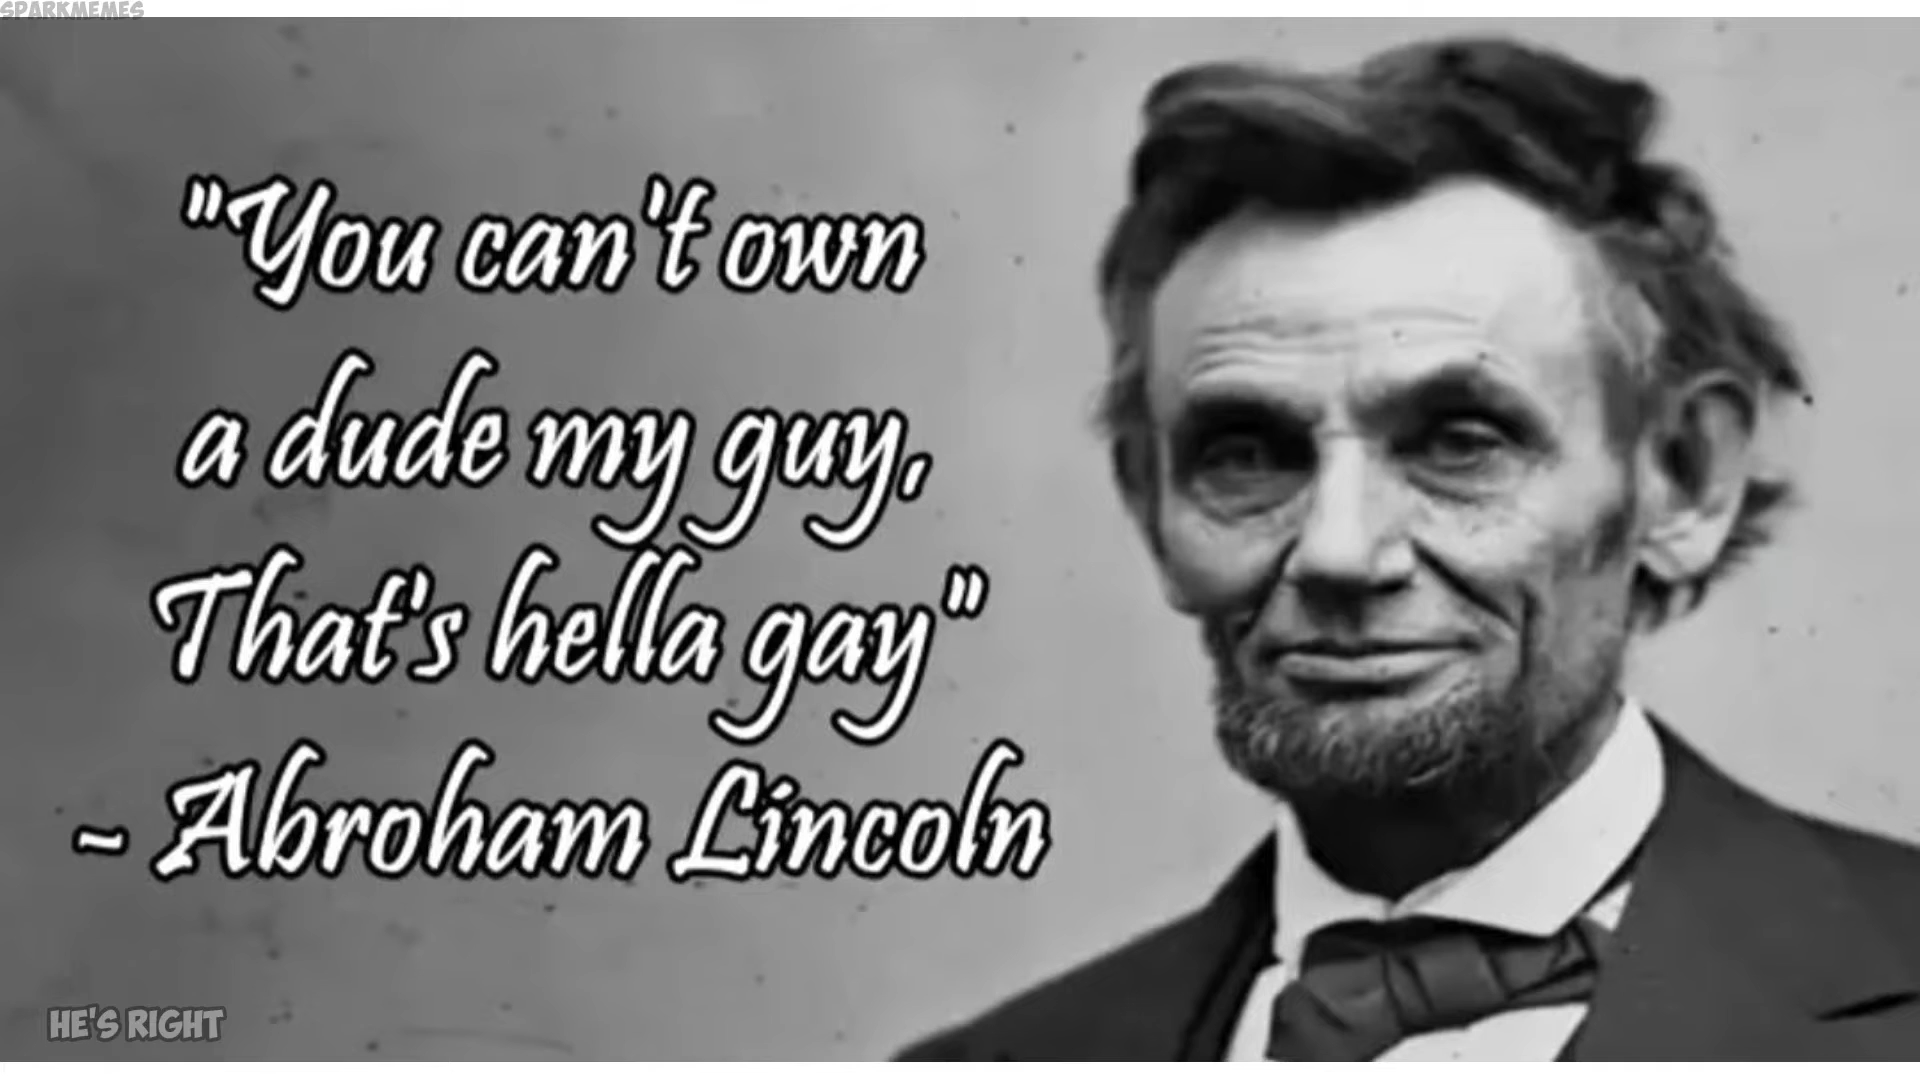 SPARKMEMES
"You can't own
a dude my guy,
That's hella gay"
- Abroham Lincoln
HE'S RIGHT